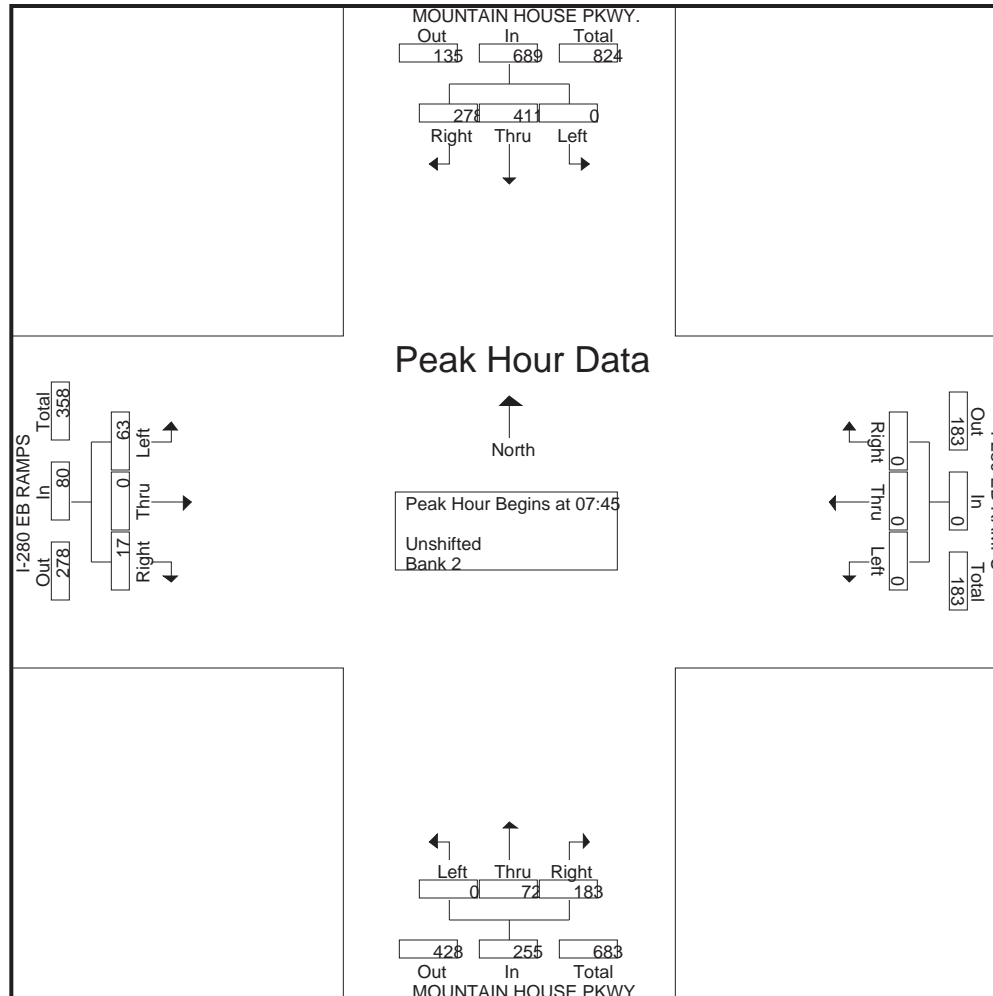 MOUNTAIN HOUSE PKWY.
Out In Total
135 689 824
278 411 0
Right Thru Left
Peak Hour Data
North
Peak Hour Begins at 07:45
Unshifted
Bank 2
I-280 EB RAMPS
Total In Out
358 80 278
63 0 17
Left Thru Right
Right Thru Left
0 0 0
183 0 183
Out In Total
Left Thru Right
0 72 183
428 255 683
Out In Total
MOUNTAIN HOUSE PKWY